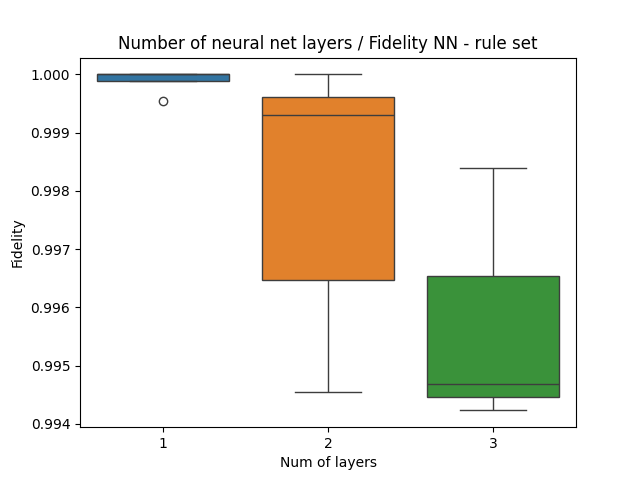 Number of neural net layers / Fidelity NN - rule set
1.000
0.999
0.998
0.997
0.996
0.995
0.994
Fidelity
1 2 3
Num of layers